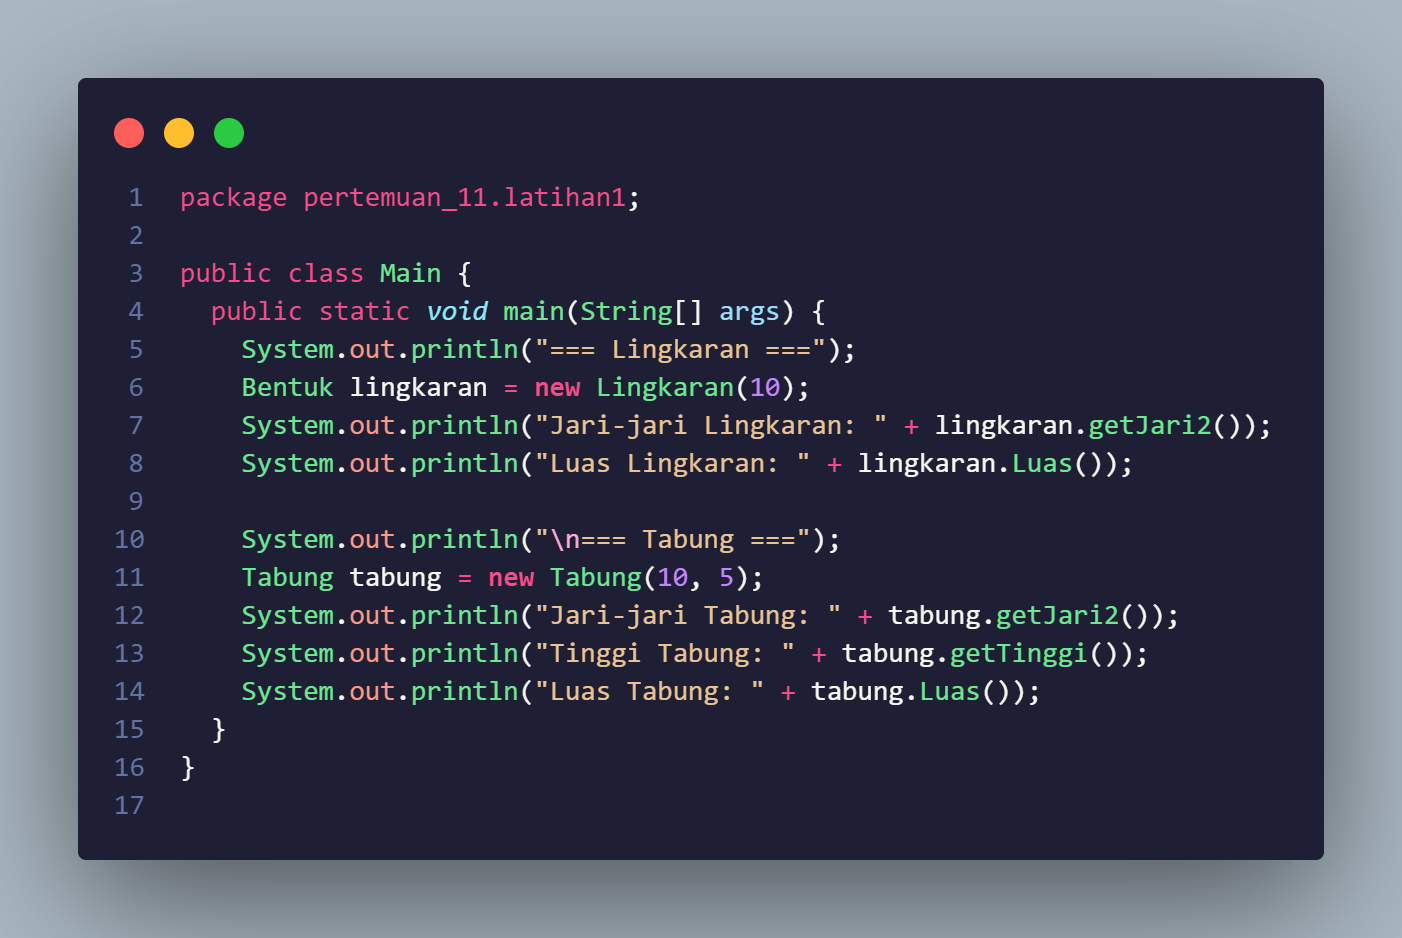 1 package pertemuan_11.latihan1;
2
3 public class Main {
4   public static void main(String[] args) {
5     System.out.println("=== Lingkaran ===");
6     Bentuk lingkaran = new Lingkaran(10);
7     System.out.println("Jari-jari Lingkaran: " + lingkaran.getJari2());
8     System.out.println("Luas Lingkaran: " + lingkaran.Luas());
9
10     System.out.println("\n=== Tabung ===");
11     Tabung tabung = new Tabung(10, 5);
12     System.out.println("Jari-jari Tabung: " + tabung.getJari2());
13     System.out.println("Tinggi Tabung: " + tabung.getTinggi());
14     System.out.println("Luas Tabung: " + tabung.Luas());
15   }
16 }
17